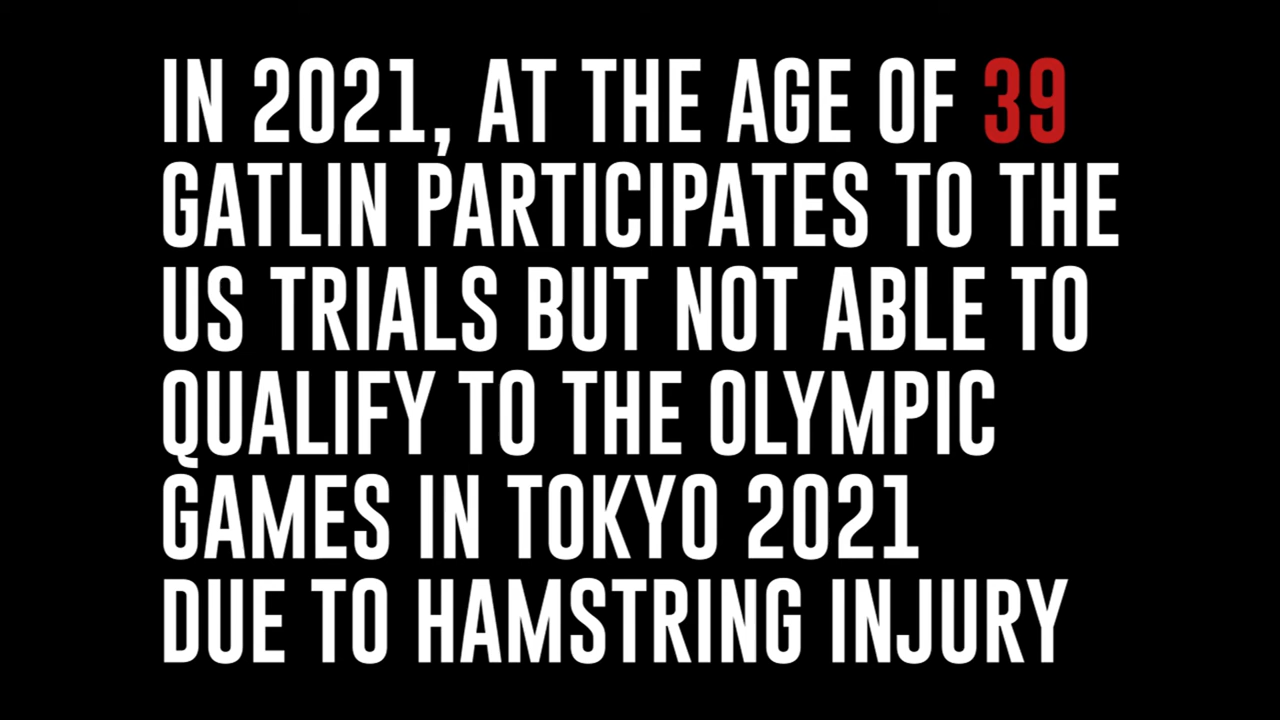 IN 2021, AT THE AGE OF 39
GATLIN PARTICIPATES TO THE
US TRIALS BUT NOT ABLE TO
QUALIFY TO THE OLYMPIC
GAMES IN TOKYO 2021
DUE TO HAMSTRING INJURY